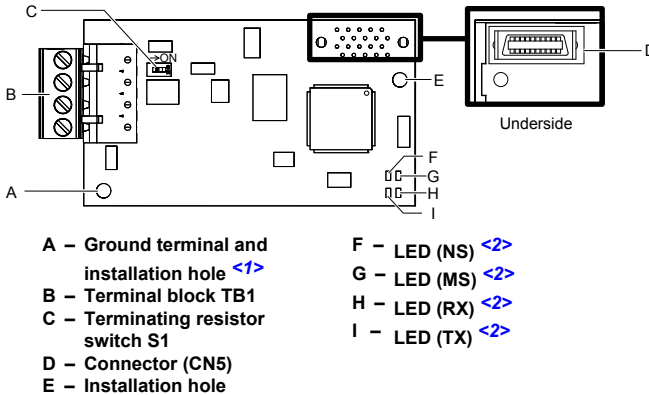 C
→ON
D
B
E
Underside
F
G
A
H
I
A – Ground terminal and
installation hole <1>
B – Terminal block TB1
C – Terminating resistor
switch S1
D – Connector (CN5)
E – Installation hole
F – LED (NS) <2>
G – LED (MS) <2>
H – LED (RX) <2>
I – LED (TX) <2>